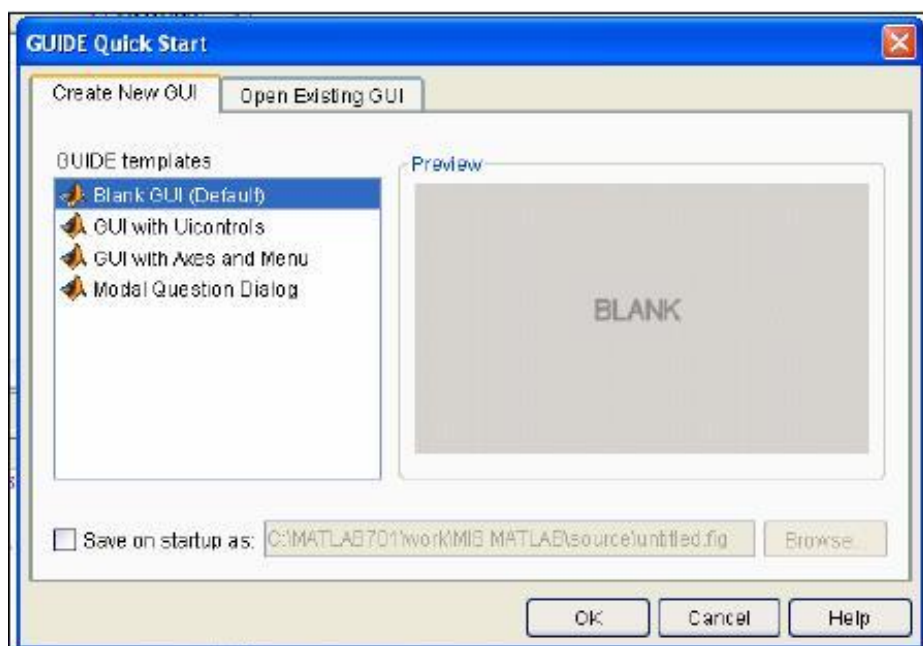 GUIDE Quick Start
Create New GUI
Open Existing GUI
GUIDE templates
Preview
Blank GUI (Default)
GUI with Uicontrols
GUI with Axes and Menu
Modal Question Dialog
BLANK
Save on startup as:
C:\MATLAB701\work\MIS MATLAB\source\untitled.fig
Browse...
OK
Cancel
Help